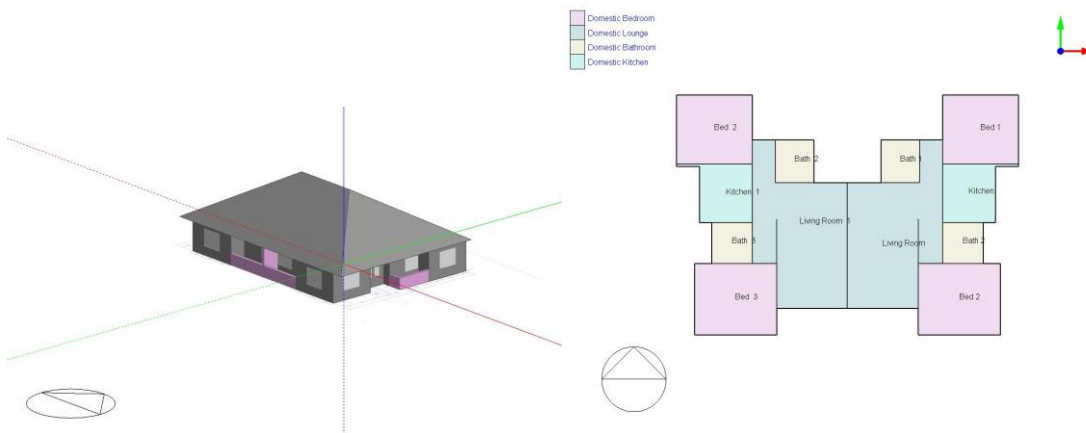 Domestic Bedroom
Domestic Lounge
Domestic Bathroom
Domestic Kitchen
Bed 2
Bed 1
Bath 2
Bath 1
Kitchen 1
Kitchen
Living Room 1
Living Room
Bath 3
Bath 2
Bed 3
Bed 2